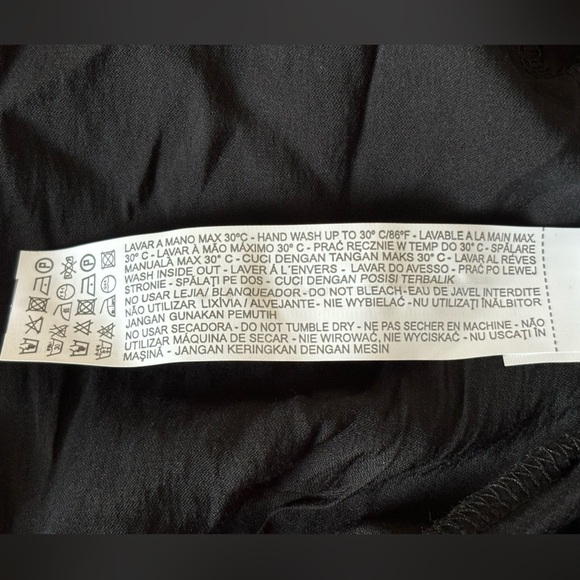 LAVAR A MANO MAX 30°C - HAND WASH UP TO 30° C/86°F - LAVABLE A LA MAIN MAX.
30° C - LAVAR À MÃO MÁXIMO 30° C - PRAĆ RĘCZNIE W TEMP DO 30° C - SPĂLARE
MANUALĂ MAX 30° C - CUCI DENGAN TANGAN MAKS 30° C - LAVAR AL RÉVES
WASH INSIDE OUT - LAVER Á L'ENVERS - LAVAR DO AVESSO - PRAĆ PO LEWEJ
STRONIE - SPĂLAȚI PE DOS - CUCI DENGAN POSISI TERBALIK
NO USAR LEJIA/ BLANQUEADOR - DO NOT BLEACH-EAU DE JAVEL INTERDITE
NÃO UTILIZAR LIXÍVIA / ALVEJANTE - NIE WYBIELAĆ - NU UTILIZAȚI ÎNĂLBITOR
JANGAN GUNAKAN PEMUTIH
NO USAR SECADORA - DO NOT TUMBLE DRY - NE PAS SECHER EN MACHINE - NÃO
UTILIZAR MÁQUINA DE SECAR - NIE WIROWAĆ, NIE WYCISKAĆ - NU USCAȚI ÎN
MAȘINĂ - JANGAN KERINGKAN DENGAN MESIN